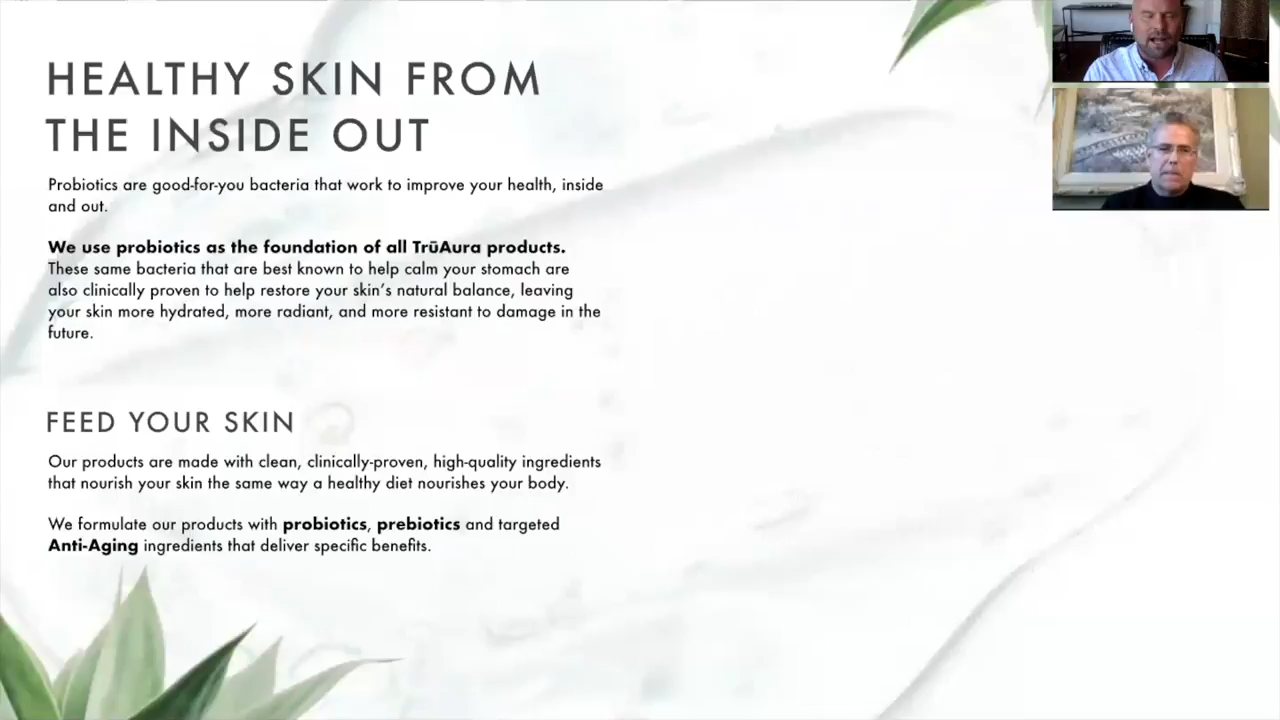 HEALTHY SKIN FROM
THE INSIDE OUT
Probiotics are good-for-you bacteria that work to improve your health, inside
and out.
We use probiotics as the foundation of all TrūAura products.
These same bacteria that are best known to help calm your stomach are
also clinically proven to help restore your skin's natural balance, leaving
your skin more hydrated, more radiant, and more resistant to damage in the
future.
FEED YOUR SKIN
Our products are made with clean, clinically-proven, high-quality ingredients
that nourish your skin the same way a healthy diet nourishes your body.
We formulate our products with probiotics, prebiotics and targeted
Anti-Aging ingredients that deliver specific benefits.